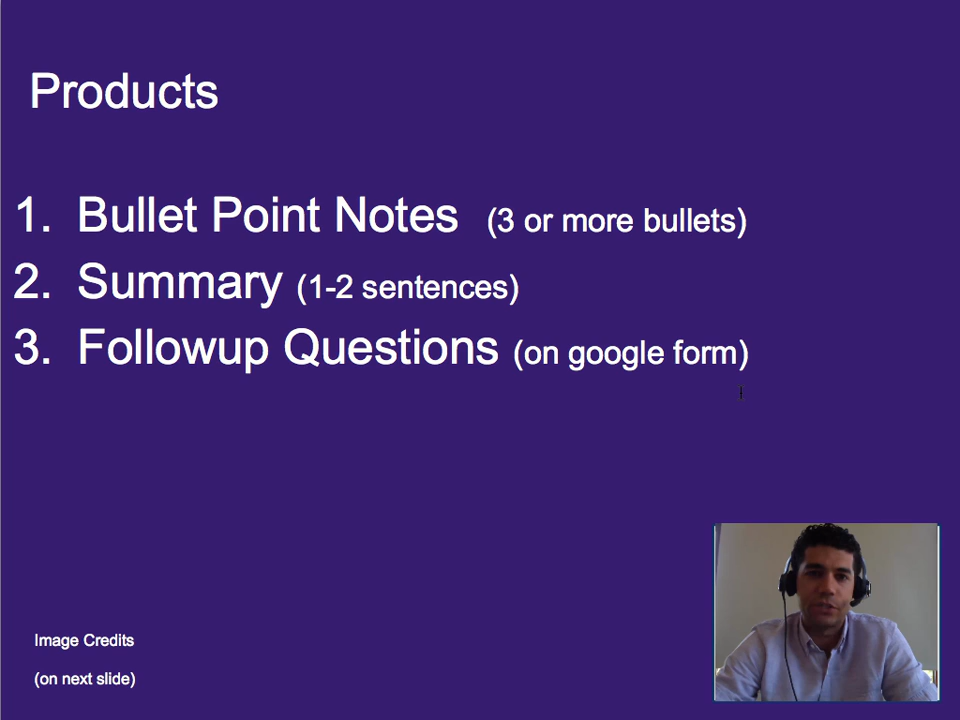 Products
1. Bullet Point Notes (3 or more bullets)
2. Summary (1-2 sentences)
3. Followup Questions (on google form)
Image Credits
(on next slide)